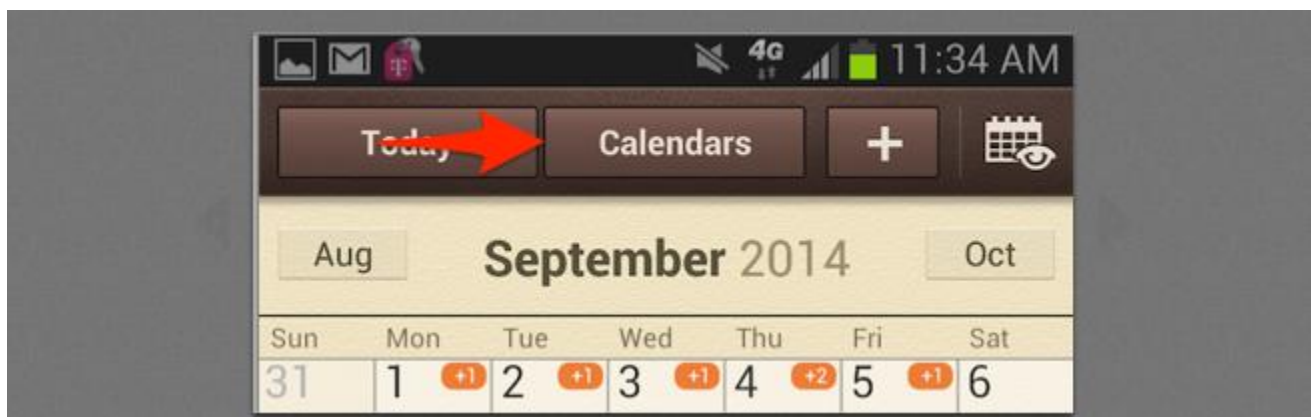 4G 11:34 AM
Today Calendars +
Aug September 2014 Oct
Sun Mon Tue Wed Thu Fri Sat
31 1 +1 2 +1 3 +1 4 +2 5 +1 6